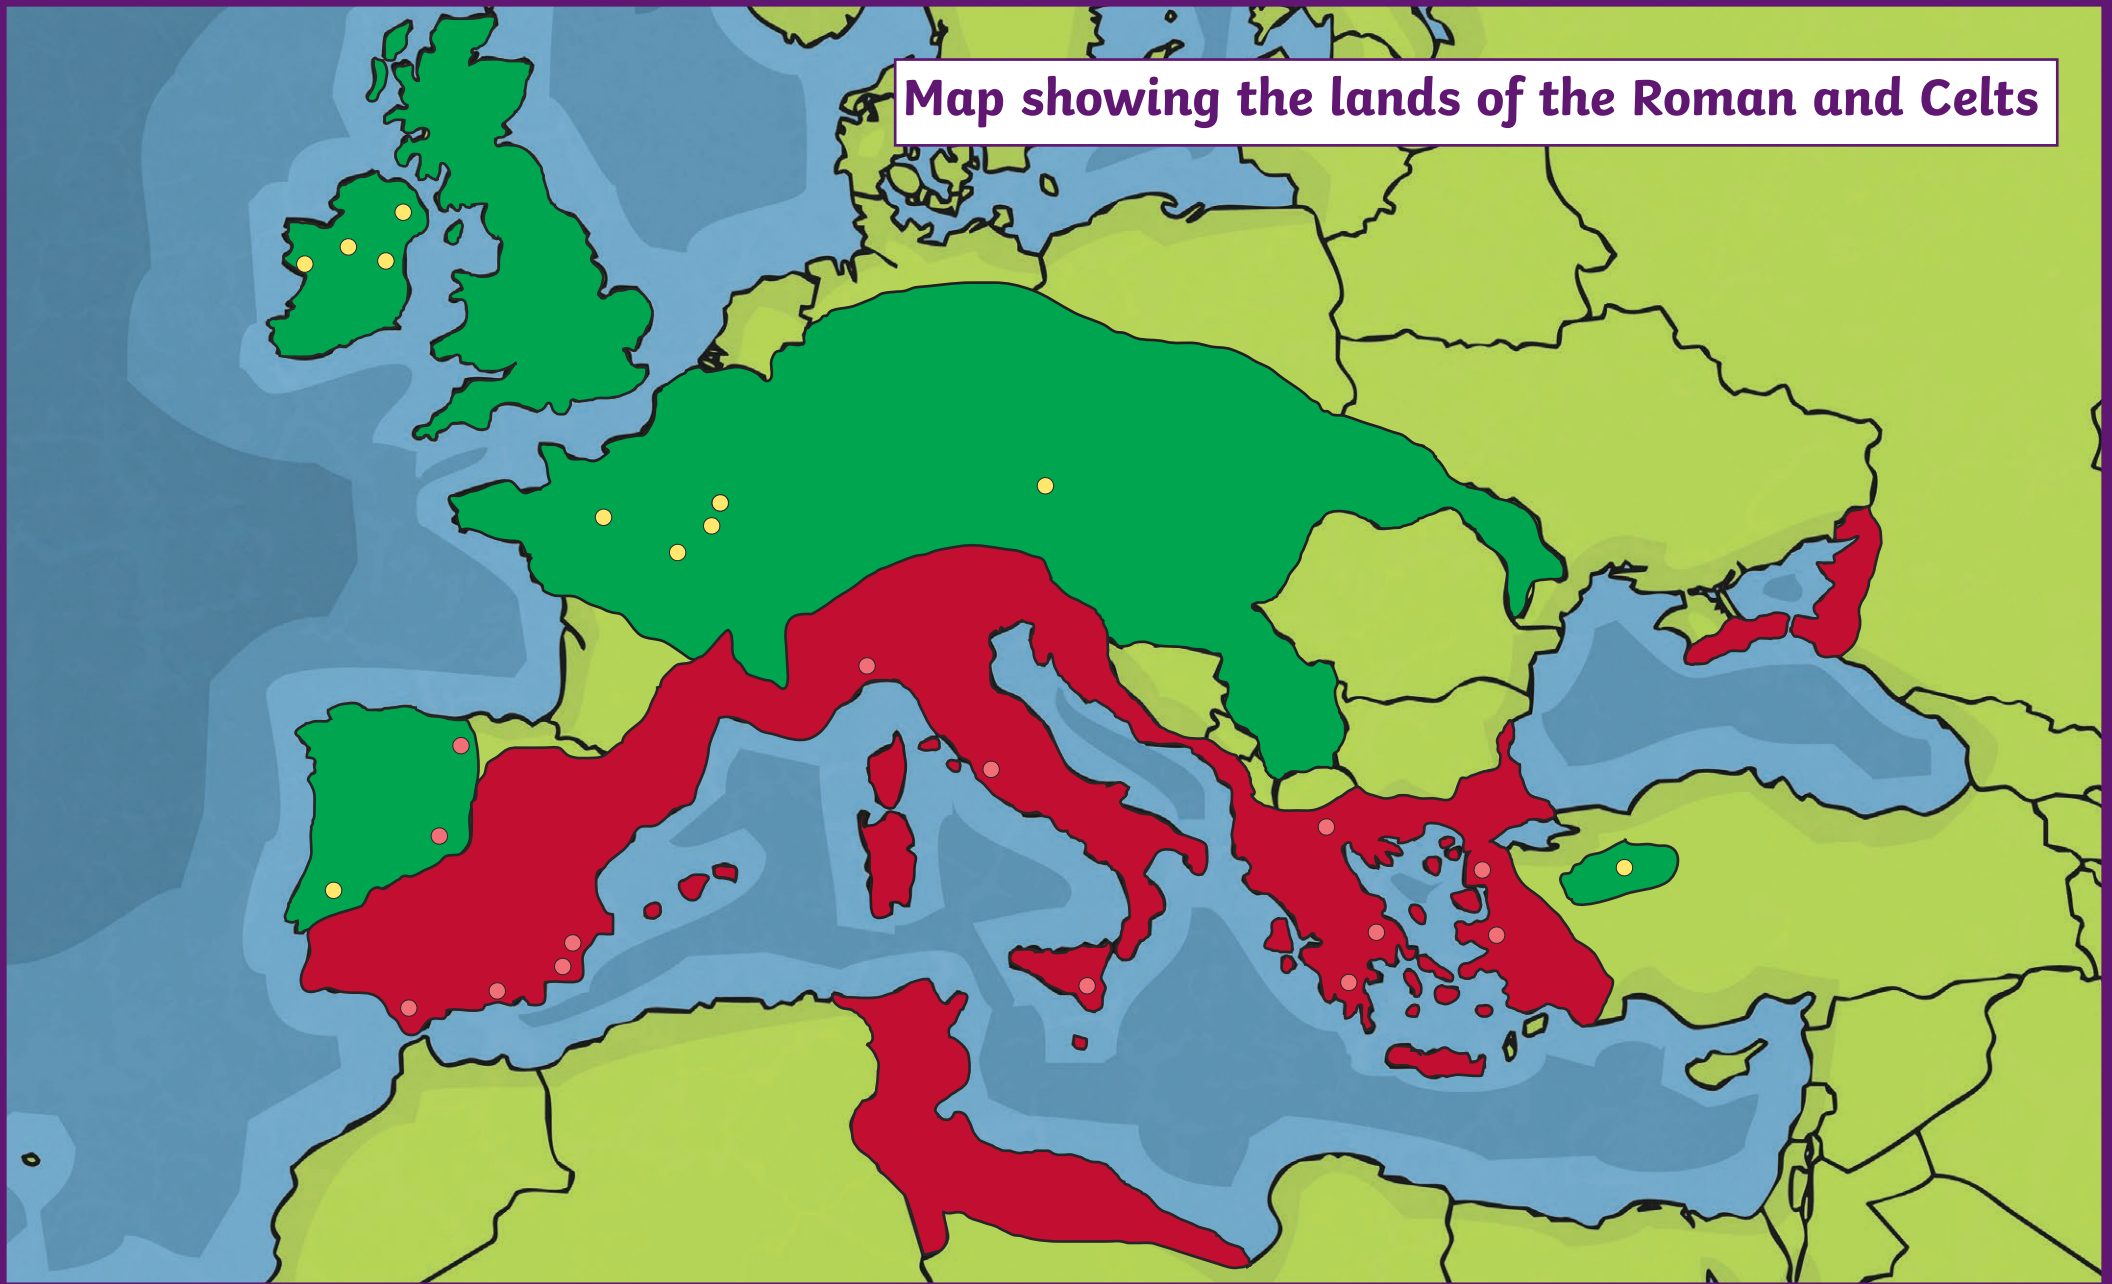 Map showing the lands of the Roman and Celts